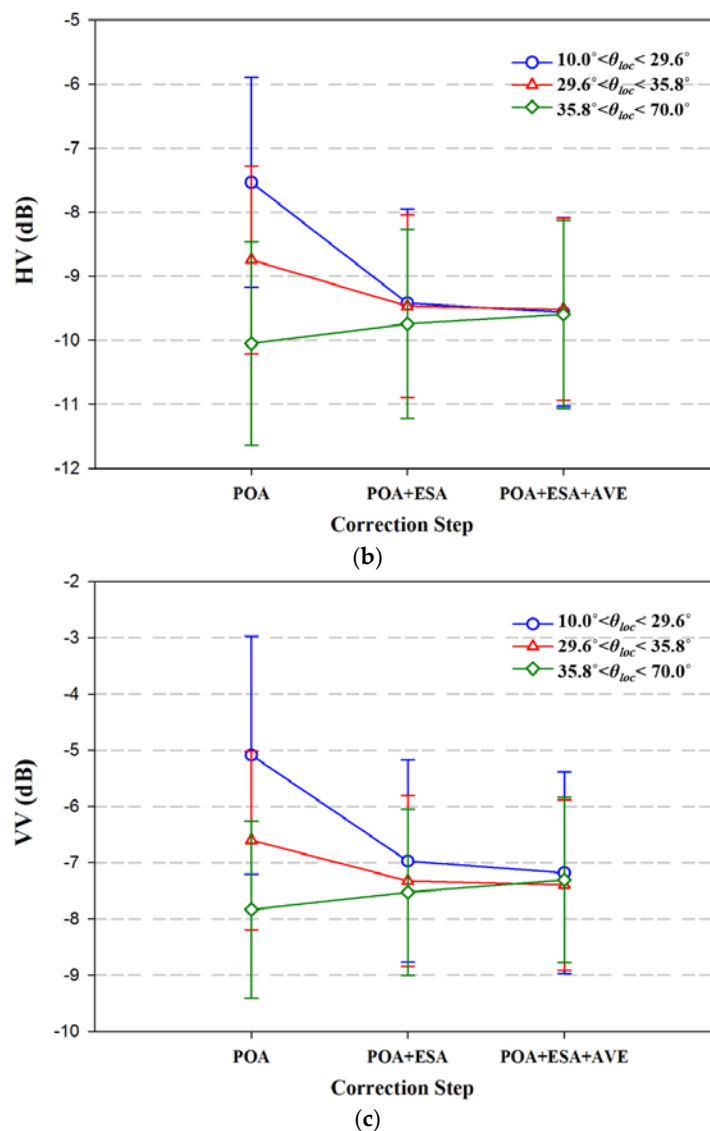 -5
-6
-7
-8
-9
-10
-11
-12
HV (dB)
10.0°<θloc< 29.6°
29.6°<θloc< 35.8°
35.8°<θloc< 70.0°
POA
POA+ESA
POA+ESA+AVE
Correction Step
(b)
-2
-3
-4
-5
-6
-7
-8
-9
-10
VV (dB)
10.0°<θloc< 29.6°
29.6°<θloc< 35.8°
35.8°<θloc< 70.0°
POA
POA+ESA
POA+ESA+AVE
Correction Step
(c)